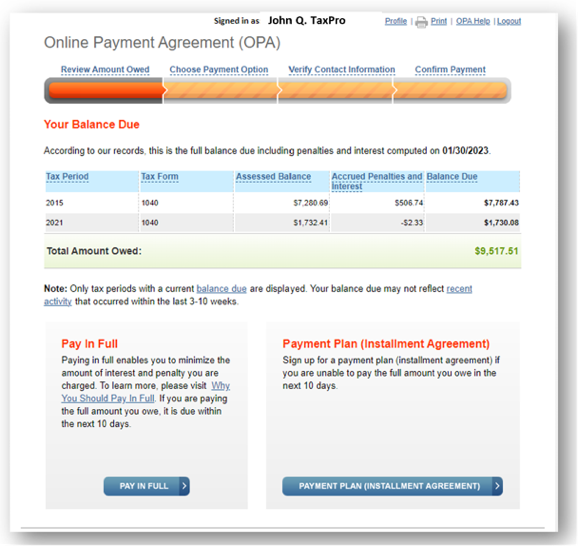 Signed in as John Q. TaxPro Profile | Print | OPA Help | Logout
Online Payment Agreement (OPA)
Review Amount Owed Choose Payment Option Verify Contact Information Confirm Payment
Your Balance Due
According to our records, this is the full balance due including penalties and interest computed on 01/30/2023.
Tax Period Tax Form Assessed Balance Accrued Penalties and Interest Balance Due
2015 1040 $7,280.69 $506.74 $7,787.43
2021 1040 $1,732.41 -$2.33 $1,730.08
Total Amount Owed: $9,517.51
Note: Only tax periods with a current balance due are displayed. Your balance due may not reflect recent
activity that occurred within the last 3-10 weeks.
Pay In Full
Paying in full enables you to minimize the
amount of interest and penalty you are
charged. To learn more, please visit Why
You Should Pay In Full. If you are paying
the full amount you owe, it is due within
the next 10 days.
PAY IN FULL
Payment Plan (Installment Agreement)
Sign up for a payment plan (installment agreement) if
you are unable to pay the full amount you owe in the
next 10 days.
PAYMENT PLAN (INSTALLMENT AGREEMENT)